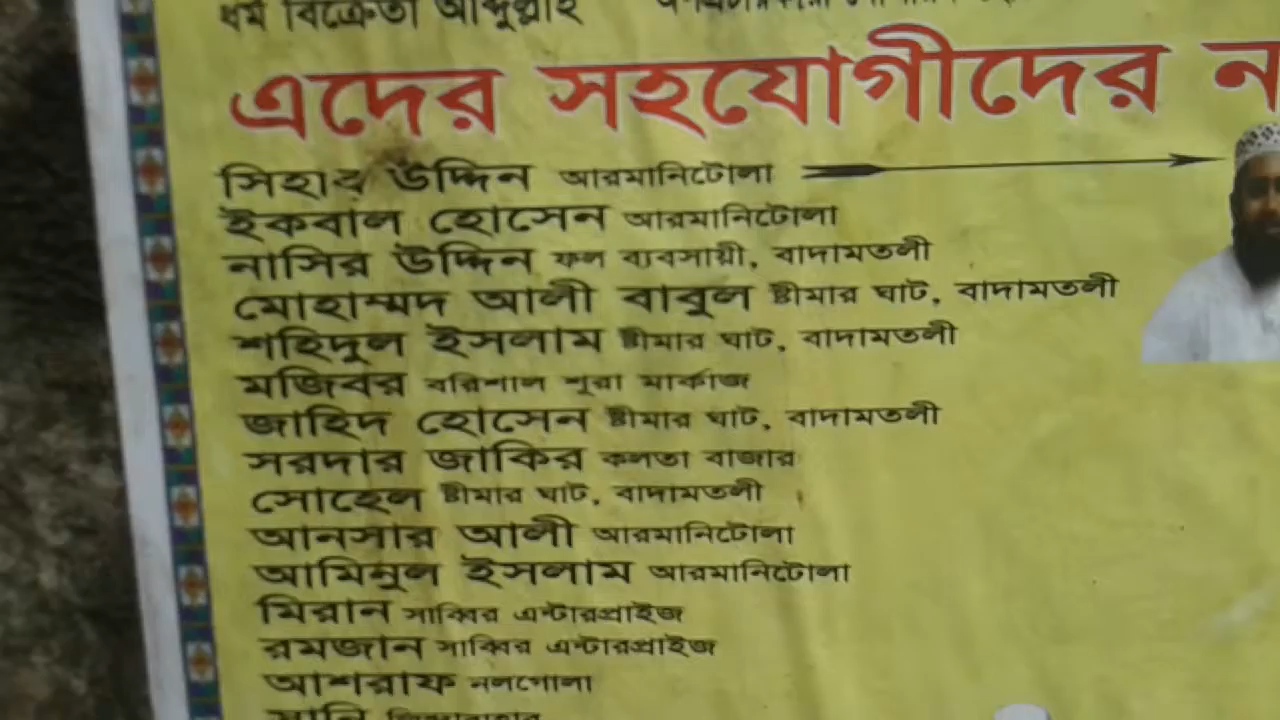 ধর্ম বিক্রেতা আব্দুল্লাহ
এদের সহযোগীদের ন
সিহাব উদ্দিন আরমানিটোলা
ইকবাল হোসেন আরমানিটোলা
নাসির উদ্দিন ফল ব্যবসায়ী, বাদামতলী
মোহাম্মদ আলী বাবুল ষ্টীমার ঘাট, বাদামতলী
শহিদুল ইসলাম ষ্টীমার ঘাট, বাদামতলী
মজিবর বরিশাল শুরা মার্কাজ
জাহিদ হোসেন ষ্টীমার ঘাট, বাদামতলী
সরদার জাকির কলতা বাজার
সোহেল ষ্টীমার ঘাট, বাদামতলী
আনসার আলী আরমানিটোলা
আমিনুল ইসলাম আরমানিটোলা
মিরান সাব্বির এন্টারপ্রাইজ
রমজান সাব্বির এন্টারপ্রাইজ
আশরাফ নলগোলা